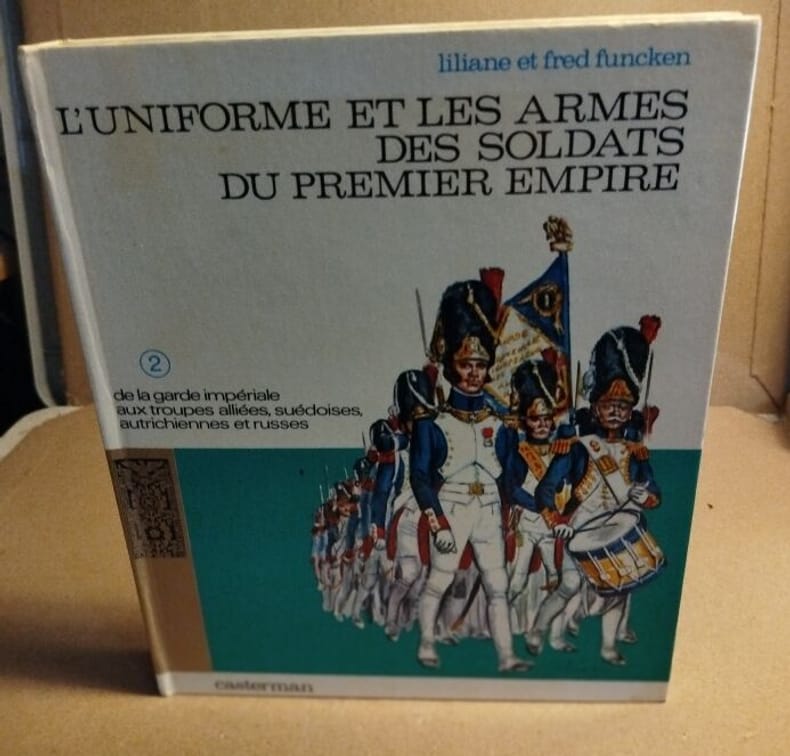 liliane et fred funcken
L'UNIFORME ET LES ARMES
DES SOLDATS
DU PREMIER EMPIRE
2
de la garde impériale
aux troupes alliées, suédoises,
autrichiennes et russes
casterman